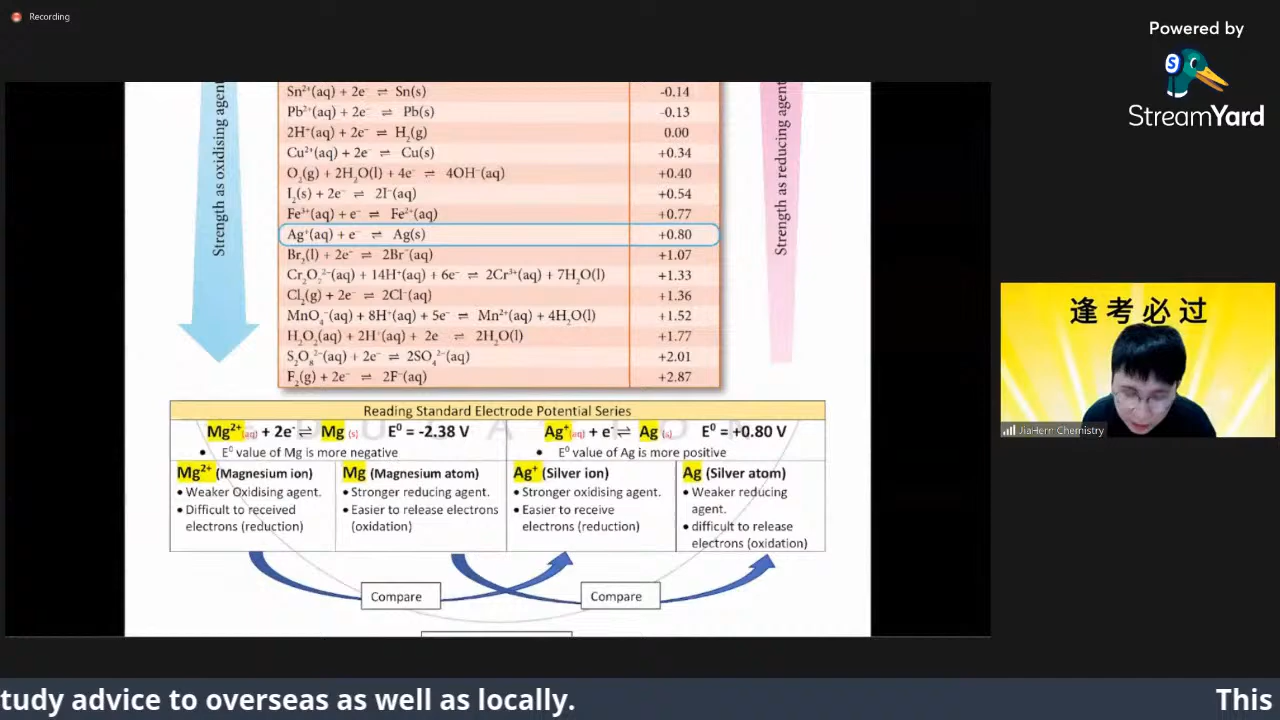 Recording
Powered by
StreamYard
Strength as oxidising agent
Strength as reducing agent
Sn²⁺(aq) + 2e⁻ ⇌ Sn(s) -0.14
Pb²⁺(aq) + 2e⁻ ⇌ Pb(s) -0.13
2H⁺(aq) + 2e⁻ ⇌ H₂(g) 0.00
Cu²⁺(aq) + 2e⁻ ⇌ Cu(s) +0.34
O₂(g) + 2H₂O(l) + 4e⁻ ⇌ 4OH⁻(aq) +0.40
I₂(s) + 2e⁻ ⇌ 2I⁻(aq) +0.54
Fe³⁺(aq) + e⁻ ⇌ Fe²⁺(aq) +0.77
Ag⁺(aq) + e⁻ ⇌ Ag(s) +0.80
Br₂(l) + 2e⁻ ⇌ 2Br⁻(aq) +1.07
Cr₂O₇²⁻(aq) + 14H⁺(aq) + 6e⁻ ⇌ 2Cr³⁺(aq) + 7H₂O(l) +1.33
Cl₂(g) + 2e⁻ ⇌ 2Cl⁻(aq) +1.36
MnO₄⁻(aq) + 8H⁺(aq) + 5e⁻ ⇌ Mn²⁺(aq) + 4H₂O(l) +1.52
H₂O₂(aq) + 2H⁺(aq) + 2e ⇌ 2H₂O(l) +1.77
S₂O₈²⁻(aq) + 2e⁻ ⇌ 2SO₄²⁻(aq) +2.01
F₂(g) + 2e⁻ ⇌ 2F⁻(aq) +2.87
逢考必过
JiaHern Chemistry
Reading Standard Electrode Potential Series
Mg²⁺(aq) + 2e⁻ ⇌ Mg (s) E⁰ = -2.38 V
• E⁰ value of Mg is more negative
Ag⁺(aq) + e⁻ ⇌ Ag (s) E⁰ = +0.80 V
• E⁰ value of Ag is more positive
Mg²⁺ (Magnesium ion)
• Weaker Oxidising agent.
• Difficult to received
electrons (reduction)
Mg (Magnesium atom)
• Stronger reducing agent.
• Easier to release electrons
(oxidation)
Ag⁺ (Silver ion)
• Stronger oxidising agent.
• Easier to receive
electrons (reduction)
Ag (Silver atom)
• Weaker reducing
agent.
• difficult to release
electrons (oxidation)
Compare
Compare
tudy advice to overseas as well as locally. This